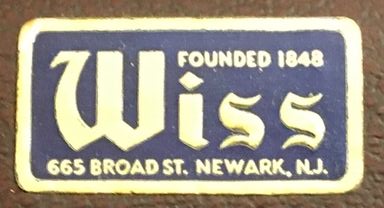 FOUNDED 1848
Wiss
665 BROAD ST. NEWARK, N.J.